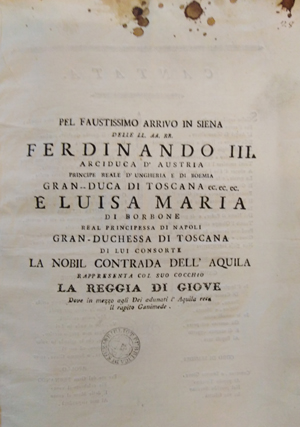 PEL FAUSTISSIMO ARRIVO IN SIENA
DELLE LL. AA. RR.
FERDINANDO III.
ARCIDUCA D' AUSTRIA
PRINCIPE REALE D' UNGHERIA E DI BOEMIA
GRAN-DUCA DI TOSCANA ec. ec. ec.
E LUISA MARIA
DI BORBONE
REAL PRINCIPESSA DI NAPOLI
GRAN-DUCHESSA DI TOSCANA
DI LUI CONSORTE
LA NOBIL CONTRADA DELL' AQUILA
RAPPRESENTA COL SUO COCCHIO
LA REGGIA DI GIOVE
Dove in mezzo agli Dei adunati l' Aquila reca
il rapito Ganimede.